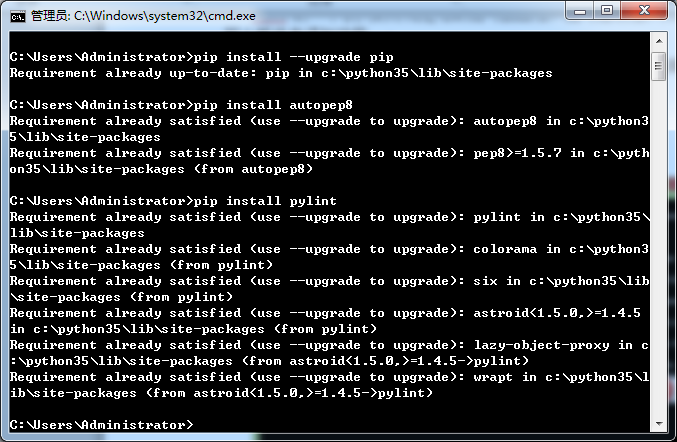 管理员: C:\Windows\system32\cmd.exe
C:\Users\Administrator>pip install --upgrade pip
Requirement already up-to-date: pip in c:\python35\lib\site-packages
C:\Users\Administrator>pip install autopep8
Requirement already satisfied (use --upgrade to upgrade): autopep8 in c:\python3
5\lib\site-packages
Requirement already satisfied (use --upgrade to upgrade): pep8>=1.5.7 in c:\pyth
on35\lib\site-packages (from autopep8)
C:\Users\Administrator>pip install pylint
Requirement already satisfied (use --upgrade to upgrade): pylint in c:\python35\
lib\site-packages
Requirement already satisfied (use --upgrade to upgrade): colorama in c:\python3
5\lib\site-packages (from pylint)
Requirement already satisfied (use --upgrade to upgrade): six in c:\python35\lib
\site-packages (from pylint)
Requirement already satisfied (use --upgrade to upgrade): astroid<1.5.0,>=1.4.5
in c:\python35\lib\site-packages (from pylint)
Requirement already satisfied (use --upgrade to upgrade): lazy-object-proxy in c
:\python35\lib\site-packages (from astroid<1.5.0,>=1.4.5->pylint)
Requirement already satisfied (use --upgrade to upgrade): wrapt in c:\python35\l
ib\site-packages (from astroid<1.5.0,>=1.4.5->pylint)
C:\Users\Administrator>